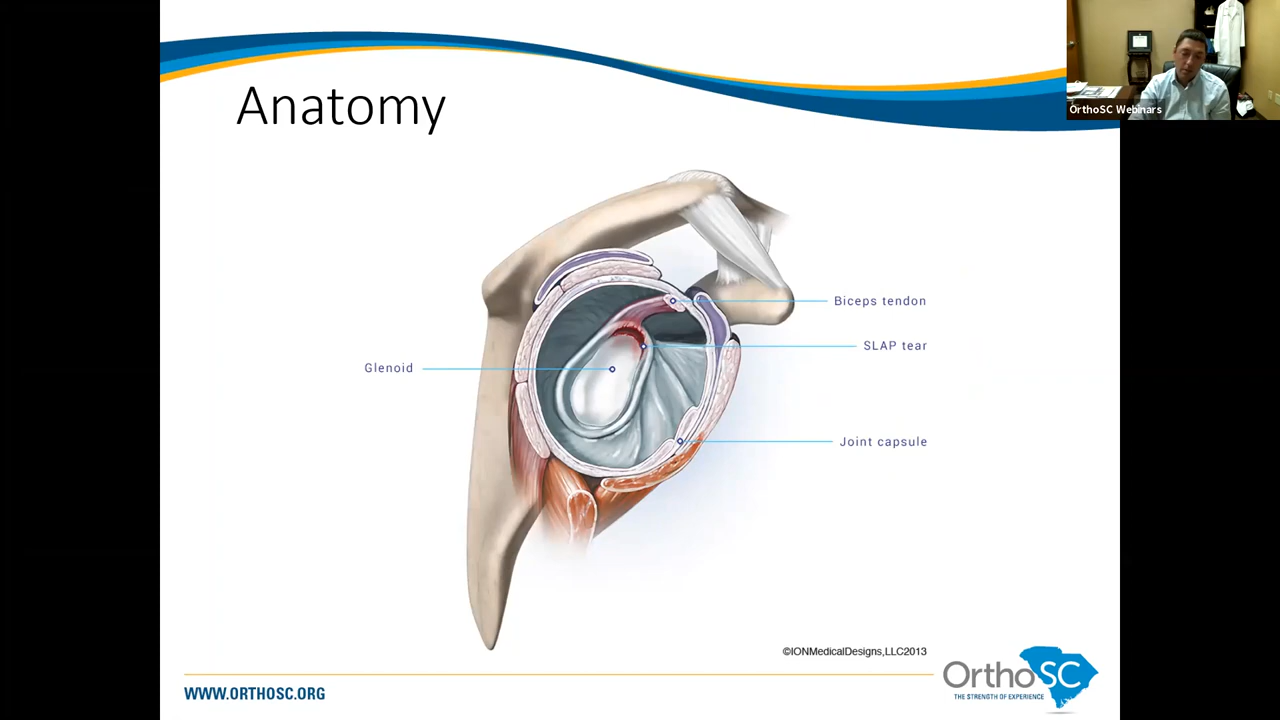 Anatomy
OrthoSC Webinars
Biceps tendon
SLAP tear
Glenoid
Joint capsule
©IONMedicalDesigns,LLC2013
WWW.ORTHOSC.ORG
OrthoSC
THE STRENGTH OF EXPERIENCE